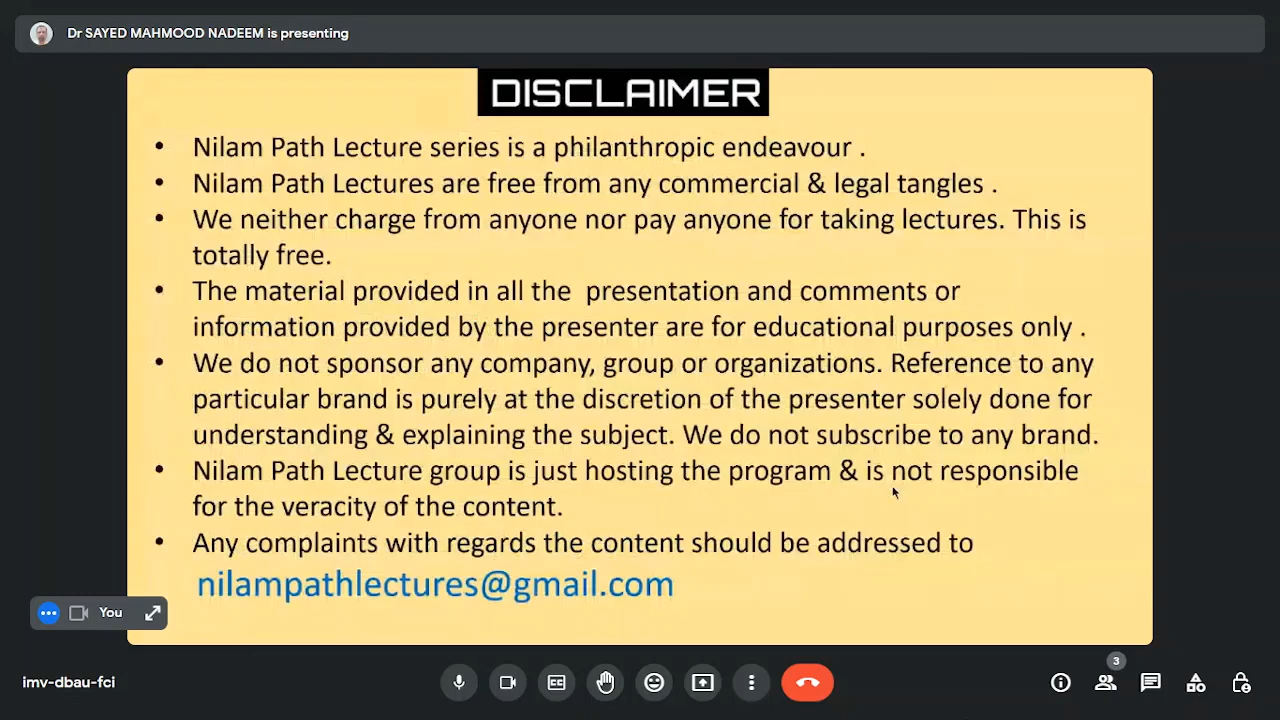 Dr SAYED MAHMOOD NADEEM is presenting
DISCLAIMER
• Nilam Path Lecture series is a philanthropic endeavour .
• Nilam Path Lectures are free from any commercial & legal tangles .
• We neither charge from anyone nor pay anyone for taking lectures. This is
totally free.
• The material provided in all the  presentation and comments or
information provided by the presenter are for educational purposes only .
• We do not sponsor any company, group or organizations. Reference to any
particular brand is purely at the discretion of the presenter solely done for
understanding & explaining the subject. We do not subscribe to any brand.
• Nilam Path Lecture group is just hosting the program & is not responsible
for the veracity of the content.
• Any complaints with regards the content should be addressed to
nilampathlectures@gmail.com
You
3
imv-dbau-fci
CC